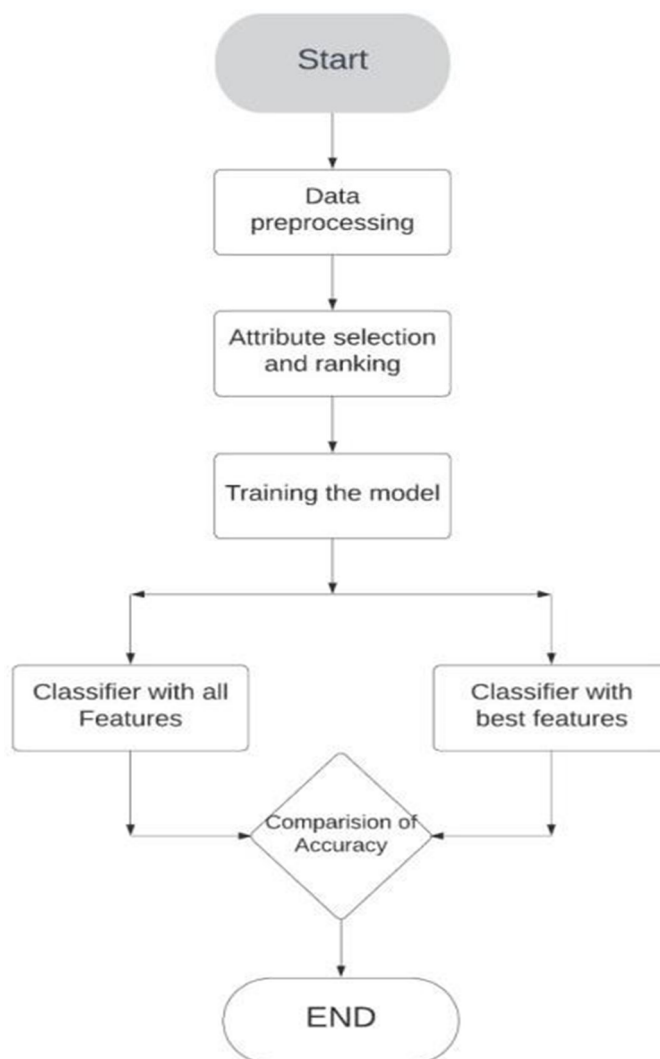 Start
Data
preprocessing
Attribute selection
and ranking
Training the model
Classifier with all
Features
Classifier with
best features
Comparision of
Accuracy
END